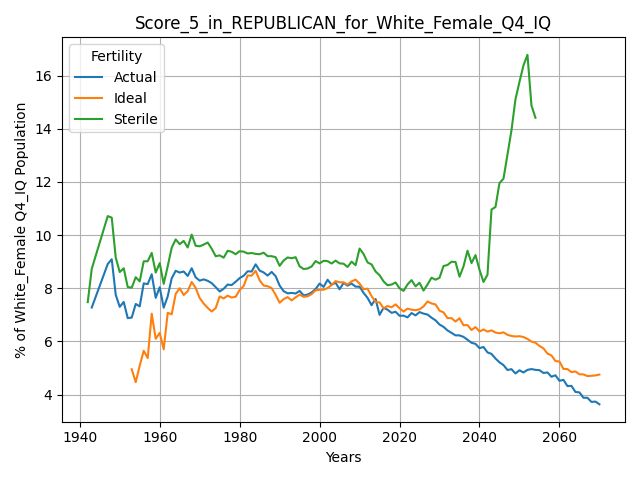 Score_5_in_REPUBLICAN_for_White_Female_Q4_IQ
Fertility
Actual
Ideal
Sterile
% of White_Female Q4_IQ Population
16
14
12
10
8
6
4
1940
1960
1980
2000
2020
2040
2060
Years